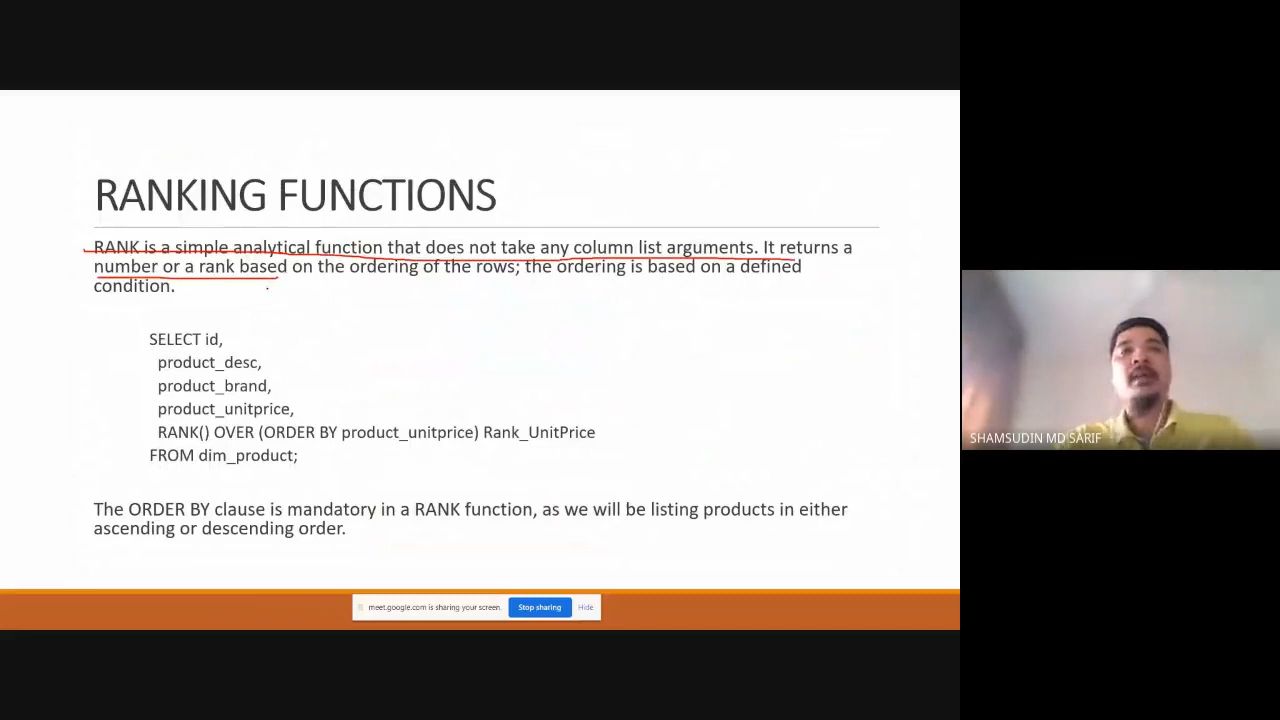 RANKING FUNCTIONS
RANK is a simple analytical function that does not take any column list arguments. It returns a
number or a rank based on the ordering of the rows; the ordering is based on a defined
condition.
SELECT id,
product_desc,
product_brand,
product_unitprice,
RANK() OVER (ORDER BY product_unitprice) Rank_UnitPrice
FROM dim_product;
The ORDER BY clause is mandatory in a RANK function, as we will be listing products in either
ascending or descending order.
meet.google.com is sharing your screen. Stop sharing Hide
SHAMSUDIN MD SARIF